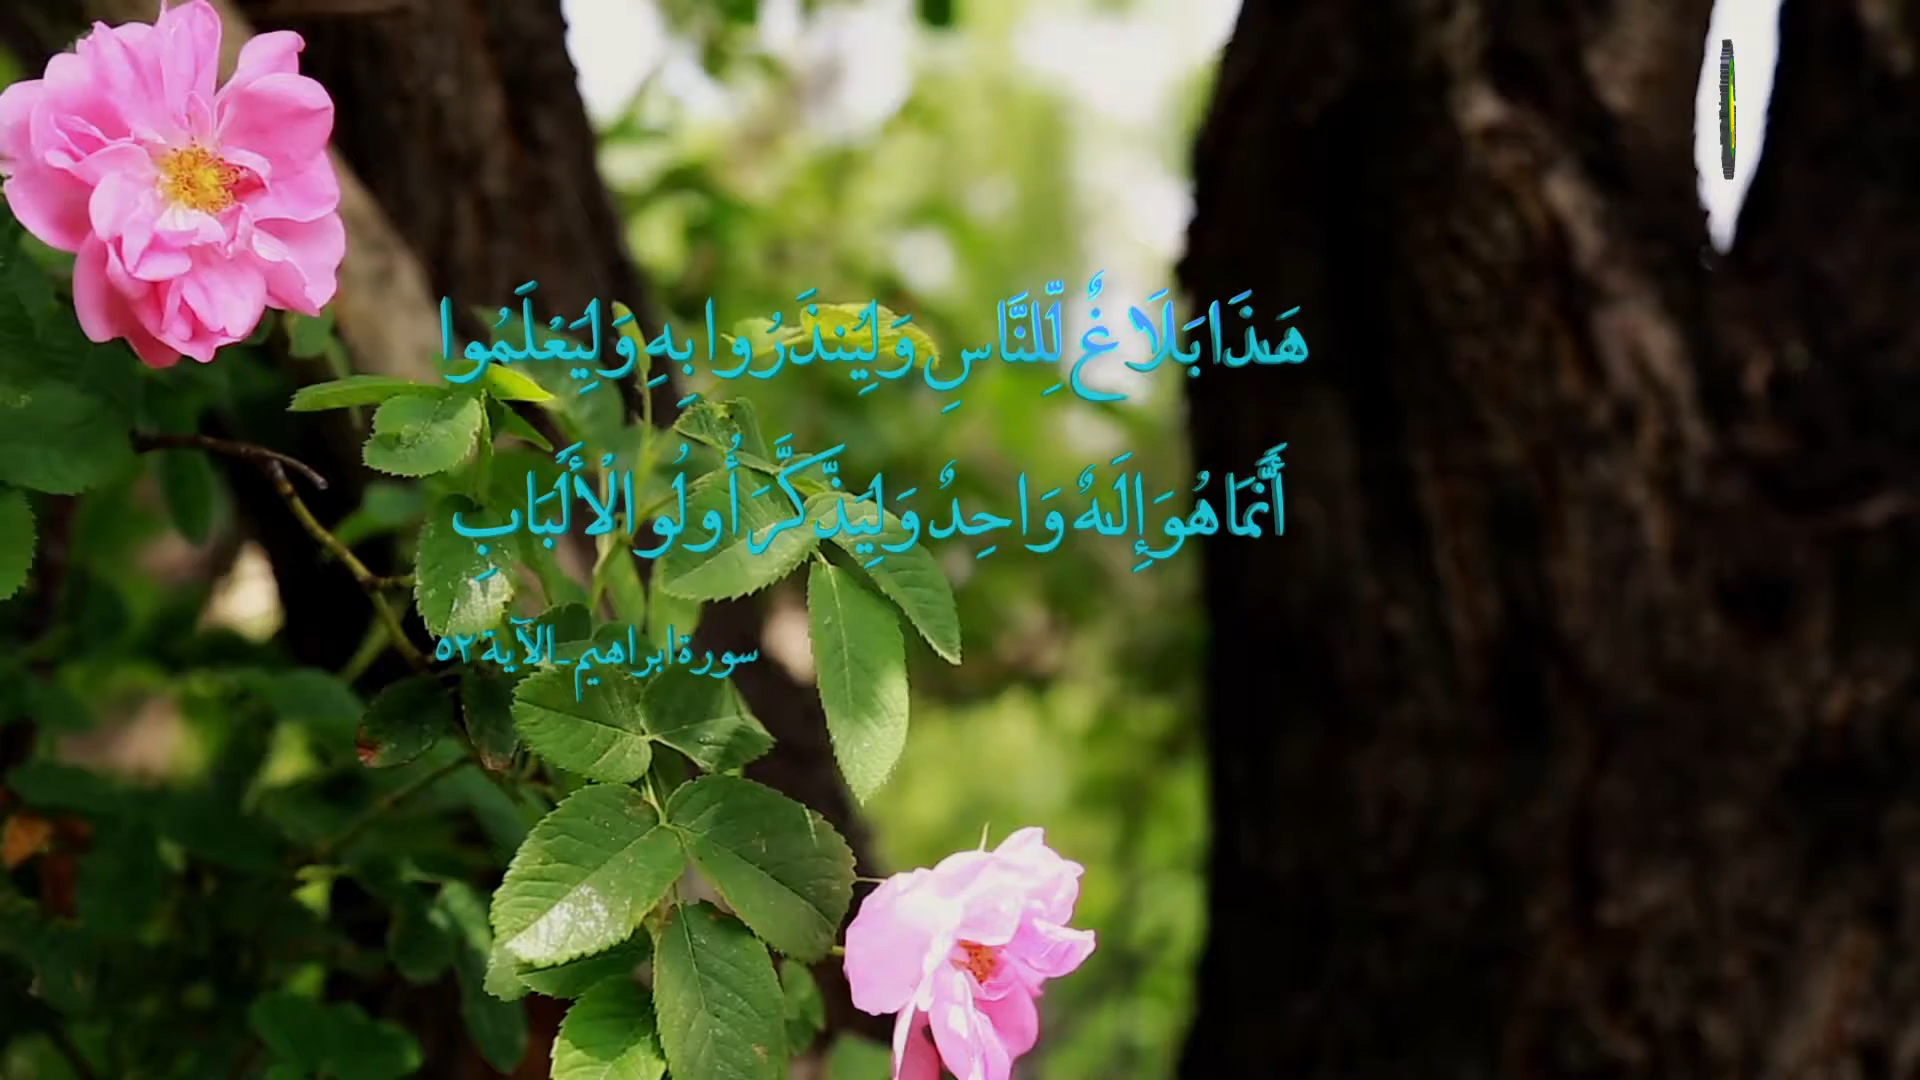 هَـٰذَا بَلَاغٌ لِّلنَّاسِ وَلِيُنذَرُوا بِهِ وَلِيَعْلَمُوا
أَنَّمَا هُوَ إِلَـٰهٌ وَاحِدٌ وَلِيَذَّكَّرَ أُولُو الْأَلْبَابِ
سورة ابراهيم - الآية ٥٢